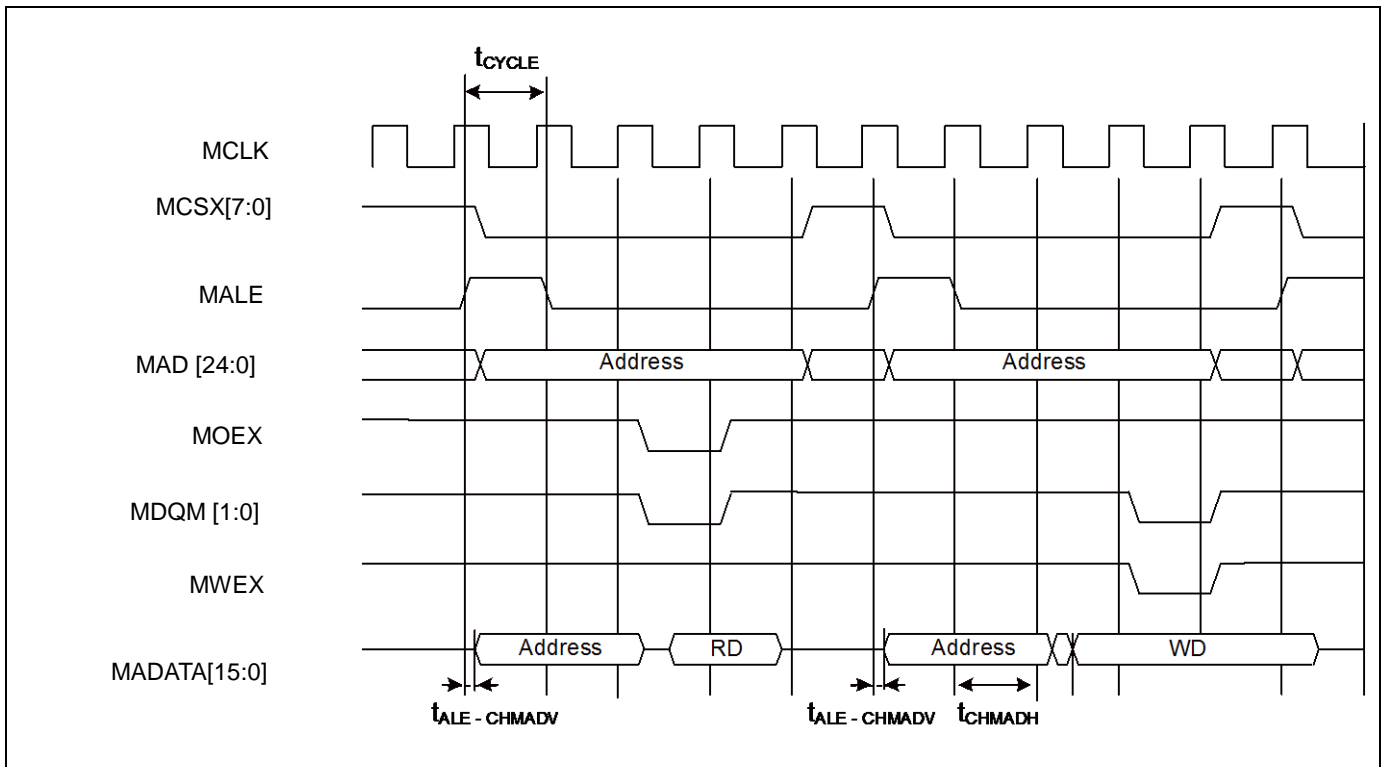 tCYCLE
MCLK
MCSX[7:0]
MALE
MAD [24:0]
Address Address
MOEX
MDQM [1:0]
MWEX
MADATA[15:0]
Address RD Address WD
tALE - CHMADV tALE - CHMADV tCHMADH